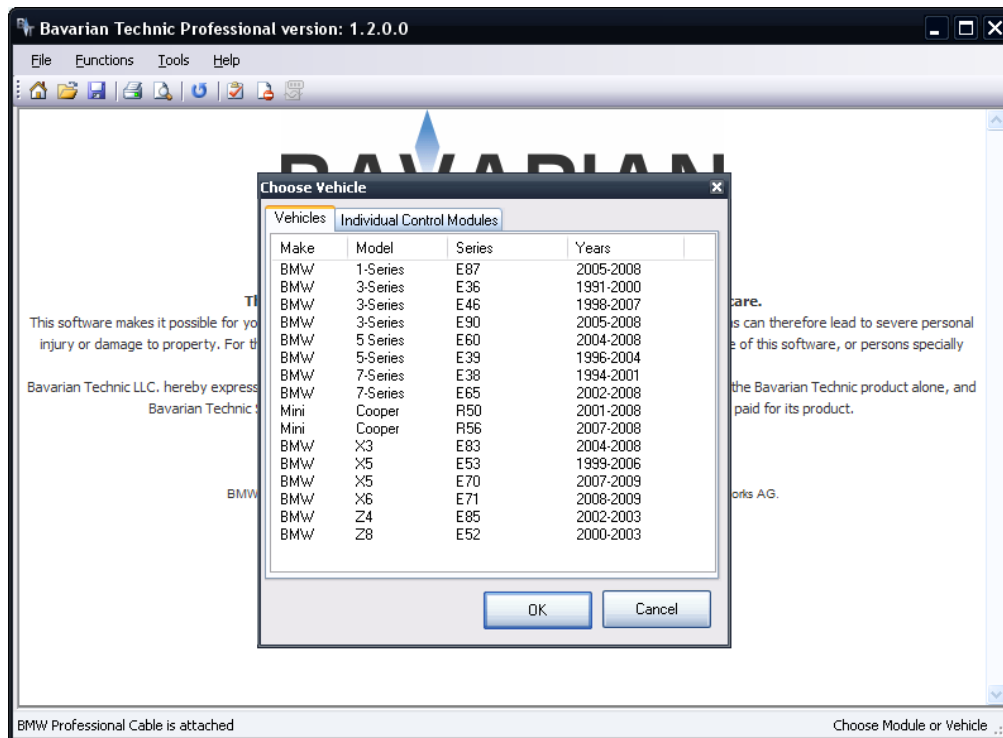 Bavarian Technic Professional version: 1.2.0.0
File Functions Tools Help
BAVARIAN
Choose Vehicle
Vehicles Individual Control Modules
Make Model Series Years
BMW 1-Series E87 2005-2008
BMW 3-Series E36 1991-2000
BMW 3-Series E46 1998-2007
BMW 3-Series E90 2005-2008
BMW 5 Series E60 2004-2008
BMW 5-Series E39 1996-2004
BMW 7-Series E38 1994-2001
BMW 7-Series E65 2002-2008
Mini Cooper R50 2001-2008
Mini Cooper R56 2007-2008
BMW X3 E83 2004-2008
BMW X5 E53 1999-2006
BMW X5 E70 2007-2009
BMW X6 E71 2008-2009
BMW Z4 E85 2002-2003
BMW Z8 E52 2000-2003
OK Cancel
This software makes it possible for can therefore lead to severe personal
injury or damage to property. For of this software, or persons specially
Bavarian Technic LLC. hereby the Bavarian Technic product alone, and
Bavarian Technic paid for its product.
BMW AG.
BMW Professional Cable is attached Choose Module or Vehicle